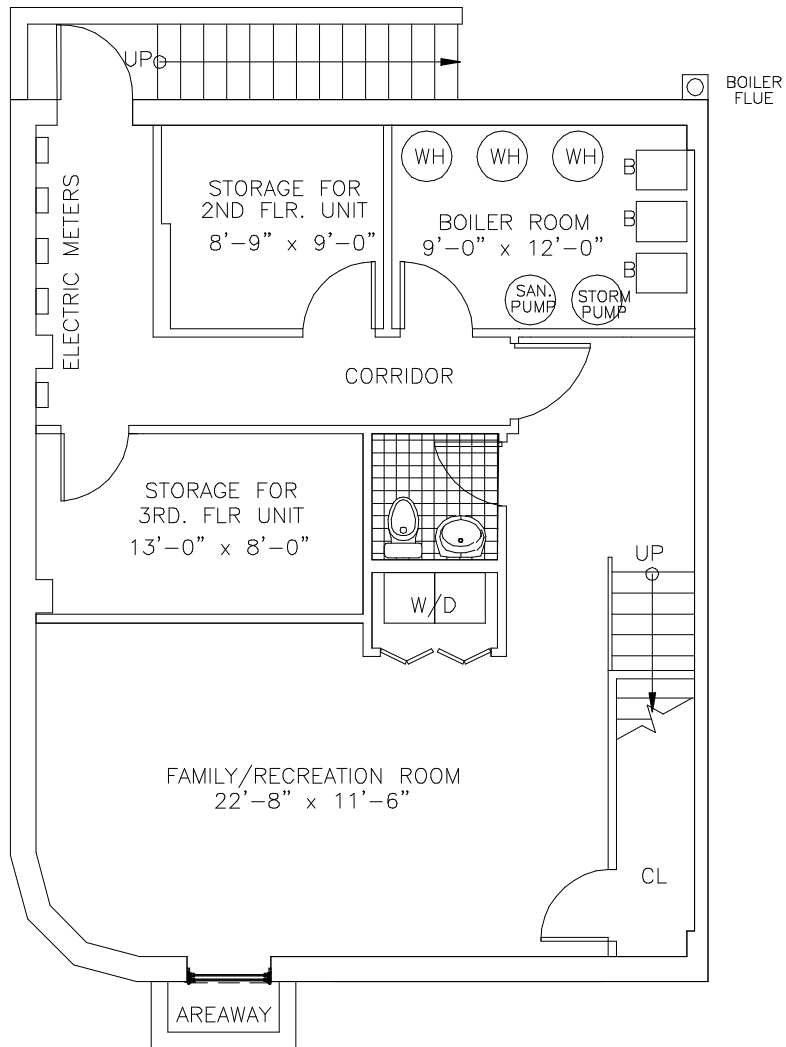 UP
BOILER
FLUE
WH WH WH
B
B
B
ELECTRIC METERS
STORAGE FOR
2ND FLR. UNIT
8'-9" x 9'-0"
BOILER ROOM
9'-0" x 12'-0"
SAN.
PUMP
STORM
PUMP
CORRIDOR
STORAGE FOR
3RD. FLR UNIT
13'-0" x 8'-0"
UP
W/D
FAMILY/RECREATION ROOM
22'-8" x 11'-6"
CL
AREAWAY